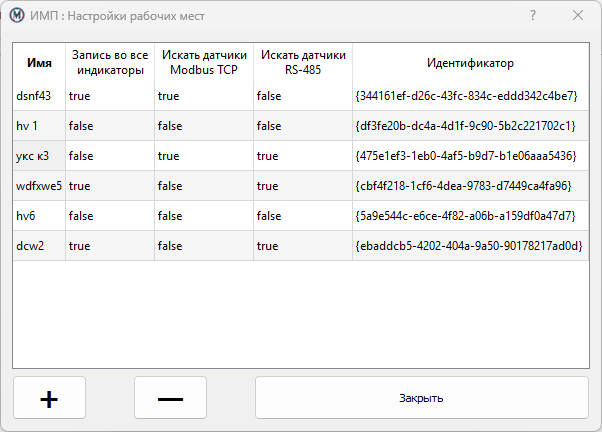 ИМП : Настройки рабочих мест
?
Имя Запись во все индикаторы Искать датчики Modbus TCP Искать датчики RS-485 Идентификатор
dsnf43 true true false {344161ef-d26c-43fc-834c-eddd342c4be7}
hv 1 false false false {df3fe20b-dc4a-4d1f-9c90-5b2c221702c1}
укс к3 false true true {475e1ef3-1eb0-4af5-b9d7-b1e06aaa5436}
wdfxwe5 true false true {cbf4f218-1cf6-4dea-9783-d7449ca4fa96}
hv6 false false false {5a9e544c-e6ce-4f82-a06b-a159df0a47d7}
dcw2 true false true {ebaddcb5-4202-404a-9a50-90178217ad0d}
+ — Закрыть